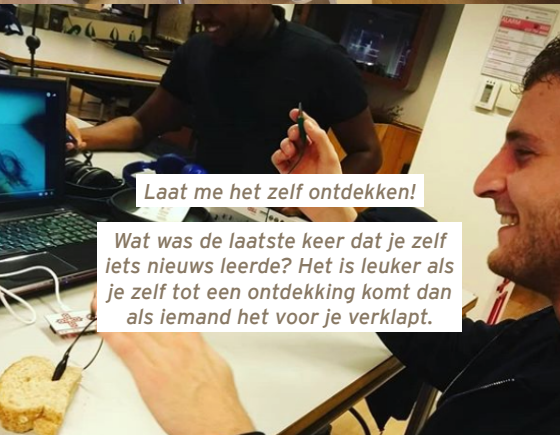 Laat me het zelf ontdekken!
Wat was de laatste keer dat je zelf
iets nieuws leerde? Het is leuker als
je zelf tot een ontdekking komt dan
als iemand het voor je verklapt.